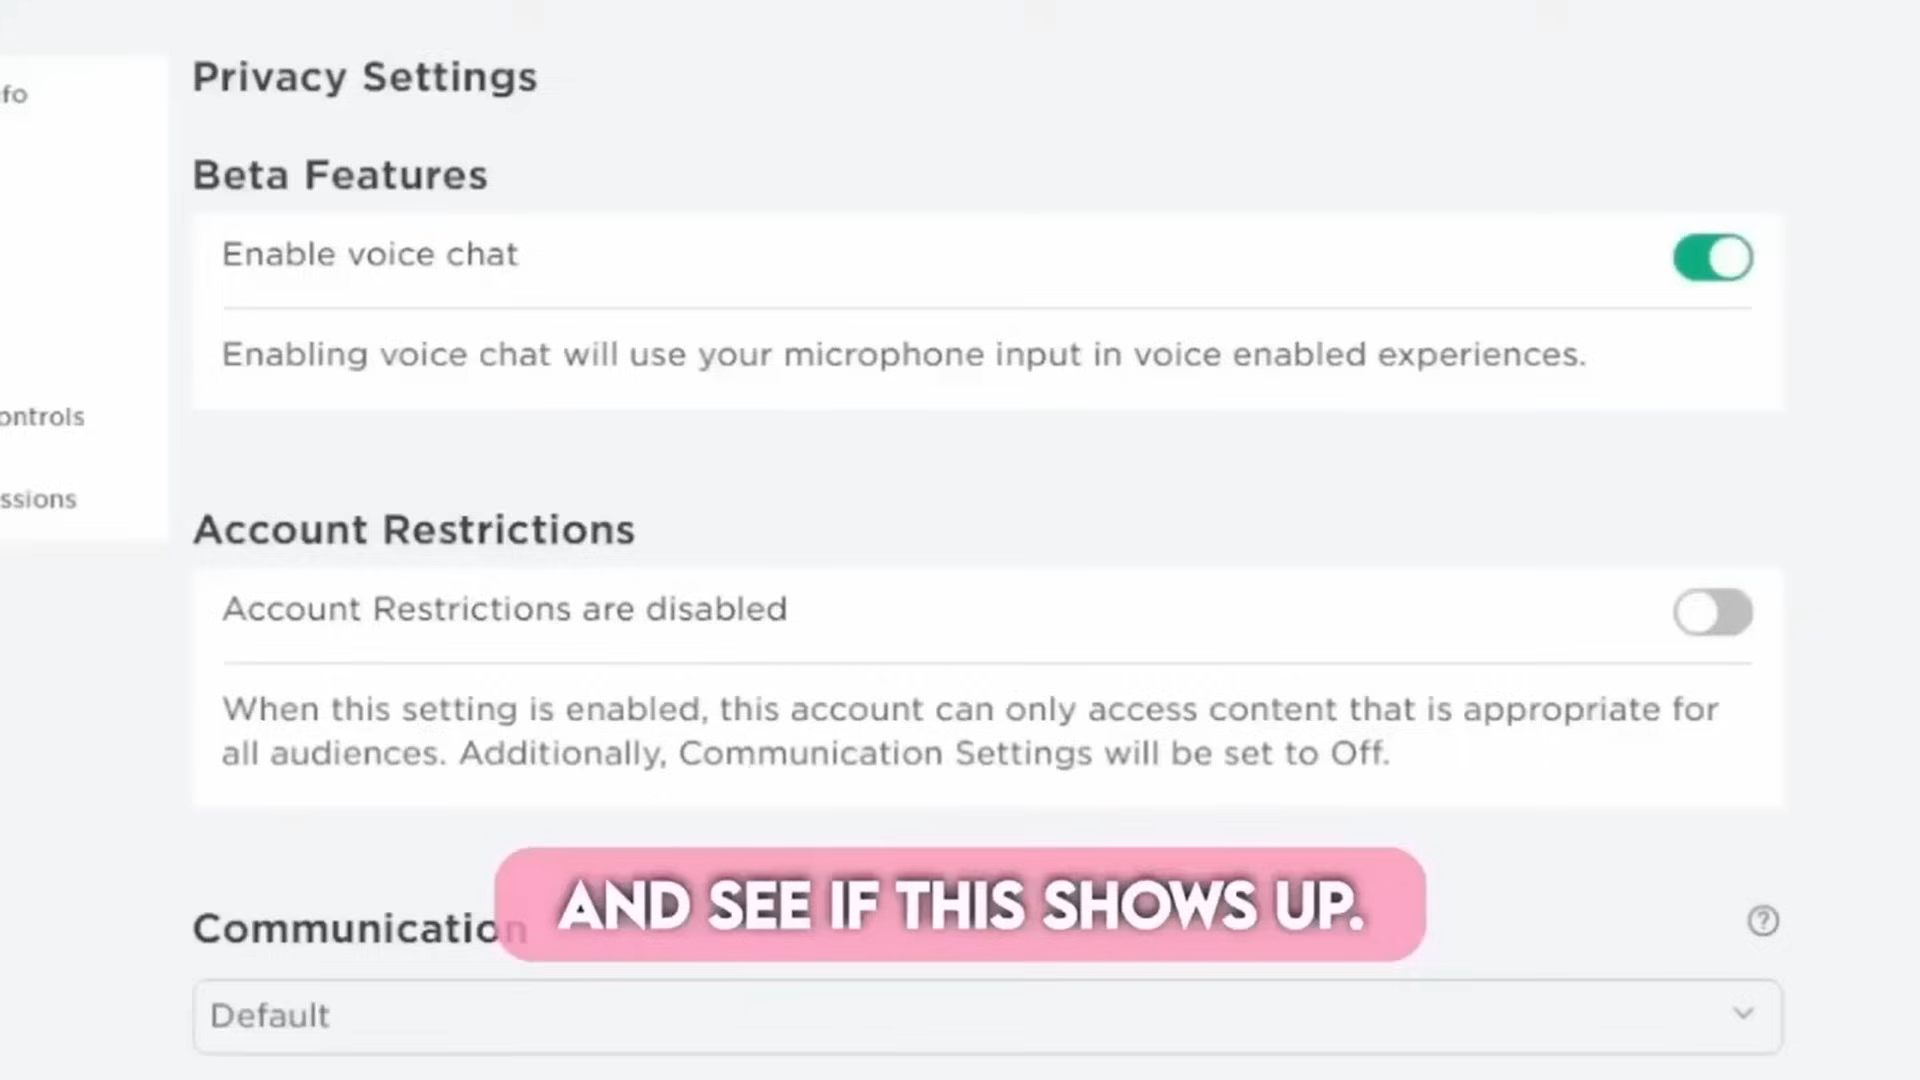 Privacy Settings
fo
Beta Features
Enable voice chat
Enabling voice chat will use your microphone input in voice enabled experiences.
ontrols
ssions
Account Restrictions
Account Restrictions are disabled
When this setting is enabled, this account can only access content that is appropriate for
all audiences. Additionally, Communication Settings will be set to Off.
AND SEE IF THIS SHOWS UP.
Communication
Default